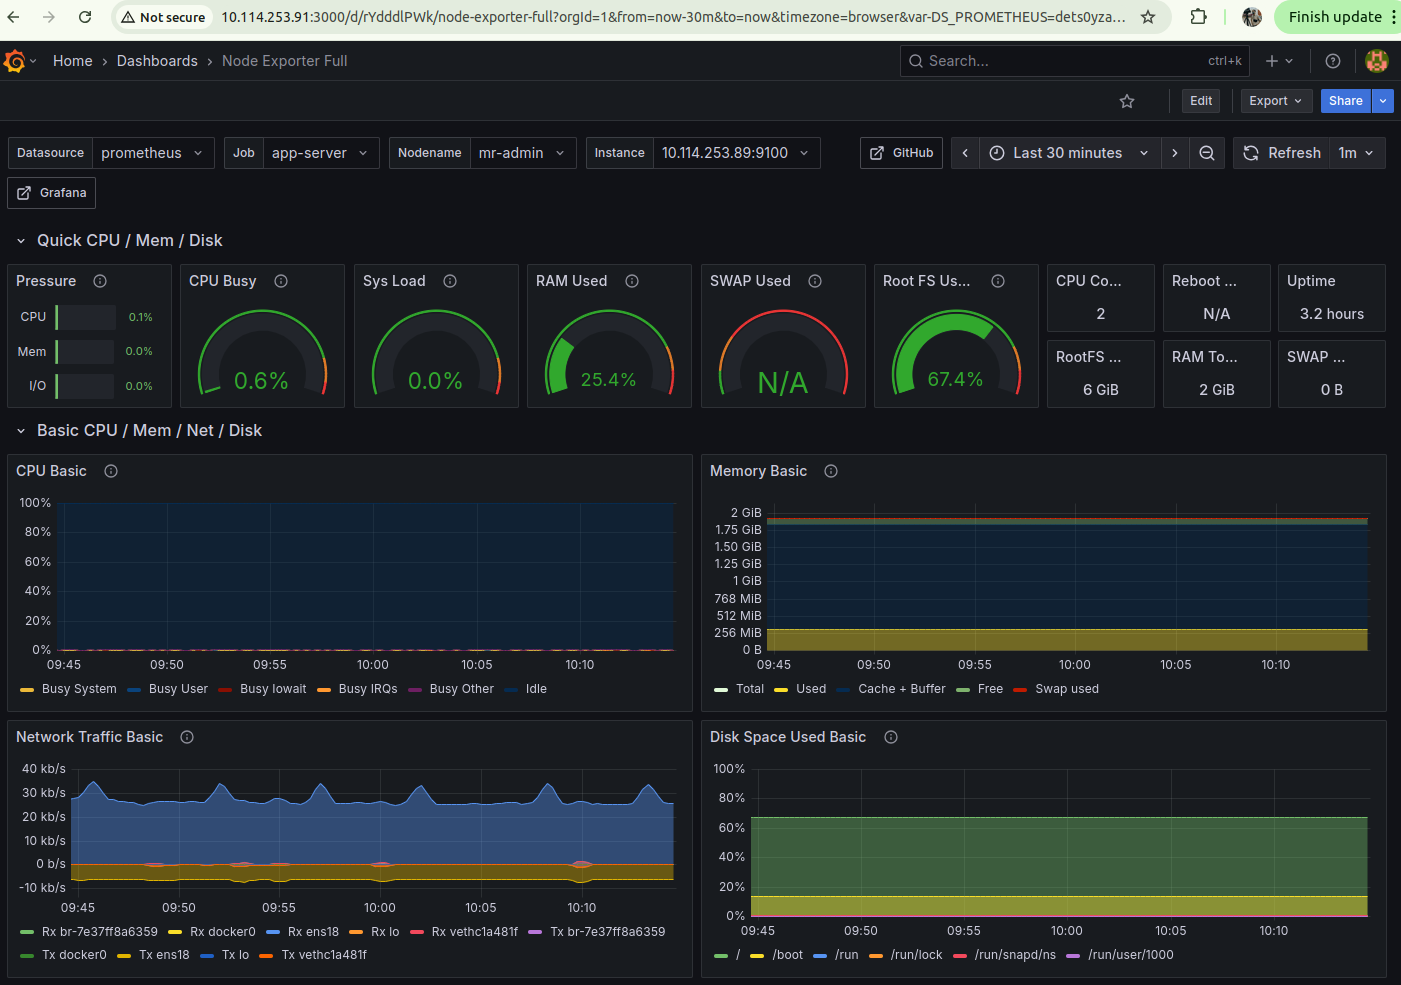 Not secure 10.114.253.91:3000/d/rYdddlPWk/node-exporter-full?orgId=1&from=now-30m&to=now&timezone=browser&var-DS_PROMETHEUS=dets0yza... Finish update
Home › Dashboards › Node Exporter Full Search... ctrl+k
Edit Export Share
Datasource prometheus Job app-server Nodename mr-admin Instance 10.114.253.89:9100 GitHub Last 30 minutes Refresh 1m
Grafana
Quick CPU / Mem / Disk
Pressure CPU Busy Sys Load RAM Used SWAP Used Root FS Us... CPU Co... Reboot ... Uptime
CPU 0.1% 2 N/A 3.2 hours
Mem 0.0% RootFS ... RAM To... SWAP ...
I/O 0.0% 0.6% 0.0% 25.4% N/A 67.4% 6 GiB 2 GiB 0 B
Basic CPU / Mem / Net / Disk
CPU Basic
100%
80%
60%
40%
20%
0%
09:45 09:50 09:55 10:00 10:05 10:10
Busy System Busy User Busy Iowait Busy IRQs Busy Other Idle
Memory Basic
2 GiB
1.75 GiB
1.50 GiB
1.25 GiB
1 GiB
768 MiB
512 MiB
256 MiB
0 B
09:45 09:50 09:55 10:00 10:05 10:10
Total Used Cache + Buffer Free Swap used
Network Traffic Basic
40 kb/s
30 kb/s
20 kb/s
10 kb/s
0 b/s
-10 kb/s
09:45 09:50 09:55 10:00 10:05 10:10
Rx br-7e37ff8a6359 Rx docker0 Rx ens18 Rx lo Rx vethc1a481f Tx br-7e37ff8a6359
Tx docker0 Tx ens18 Tx lo Tx vethc1a481f
Disk Space Used Basic
100%
80%
60%
40%
20%
0%
09:45 09:50 09:55 10:00 10:05 10:10
/ /boot /run /run/lock /run/snapd/ns /run/user/1000